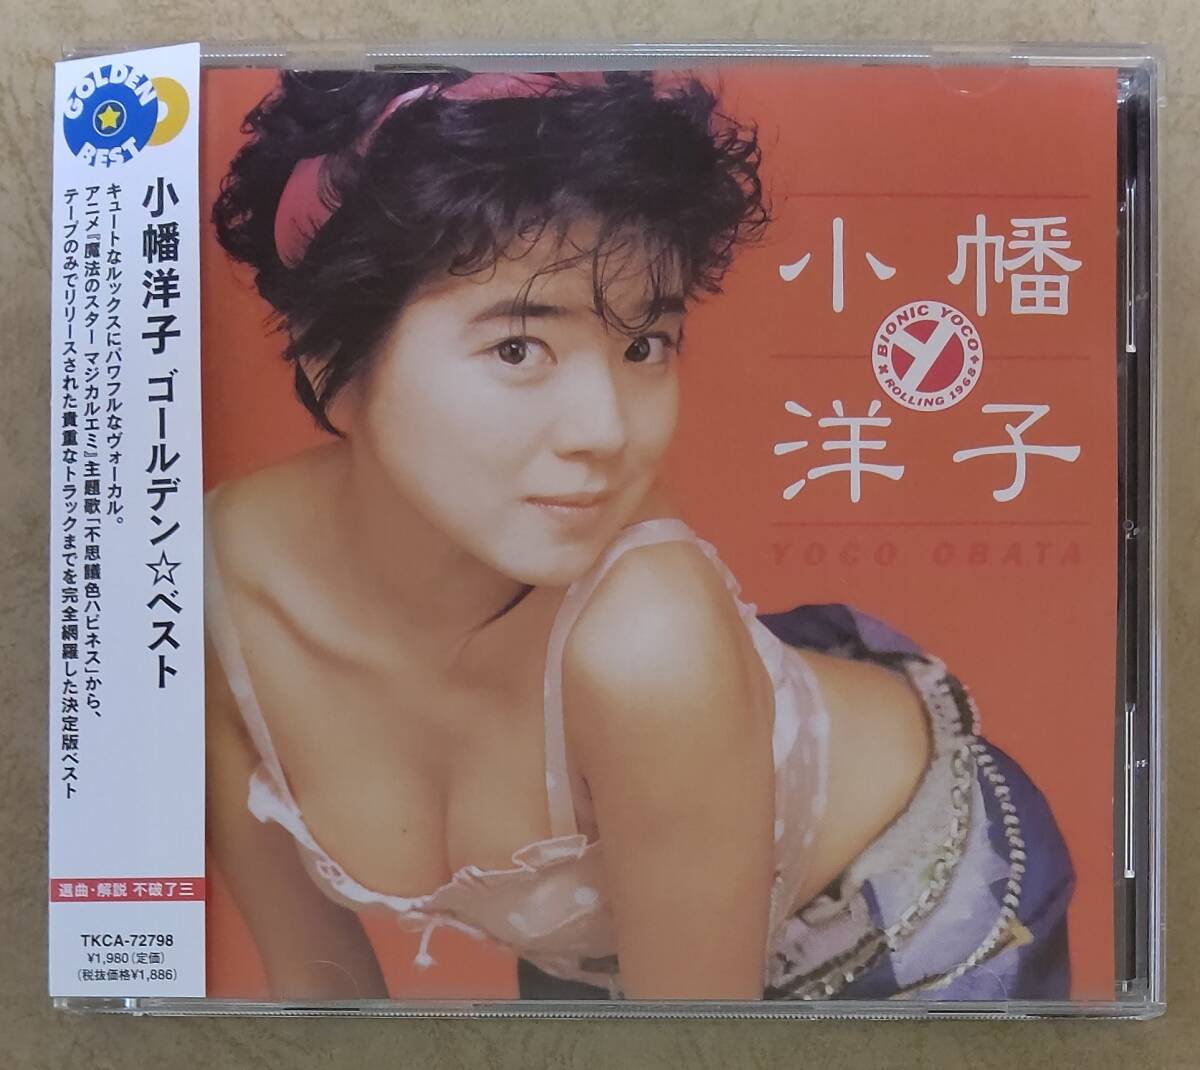 GOLDEN
BEST
小幡洋子 ゴールデン☆ベスト
キュートなルックスにパワフルなヴォーカル。
アニメ『魔法のスター マジカルエミ』主題歌「不思議色ハピネス」から、
テープのみでリリースされた貴重なトラックまでを完全網羅した決定版ベスト
選曲・解説 不破了三
TKCA-72798
¥1,980（定価）
（税抜価格¥1,886）
小幡
BIONIC YOCO
Y
ROLLING 1968
洋子
YOCO OBATA